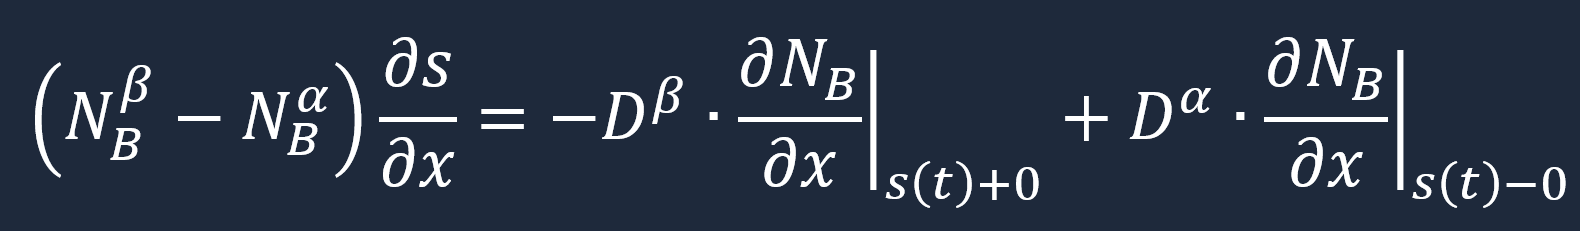 (N_B^β − N_B^α) ∂s/∂x = −D^β · ∂N_B/∂x |_{s(t)+0} + D^α · ∂N_B/∂x |_{s(t)−0}